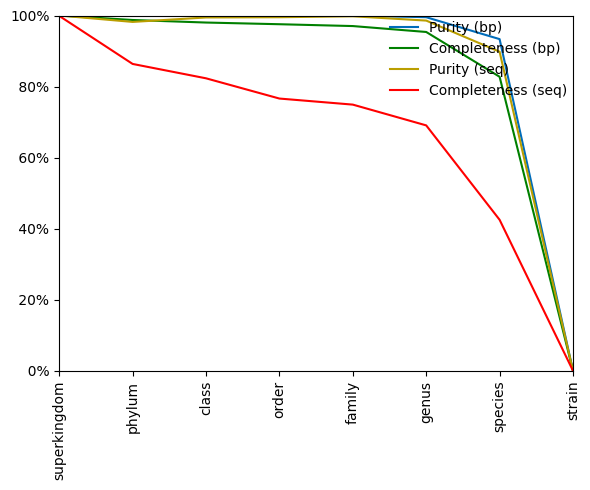 100%
80%
60%
40%
20%
0%
Purity (bp)
Completeness (bp)
Purity (seq)
Completeness (seq)
superkingdom
phylum
class
order
family
genus
species
strain